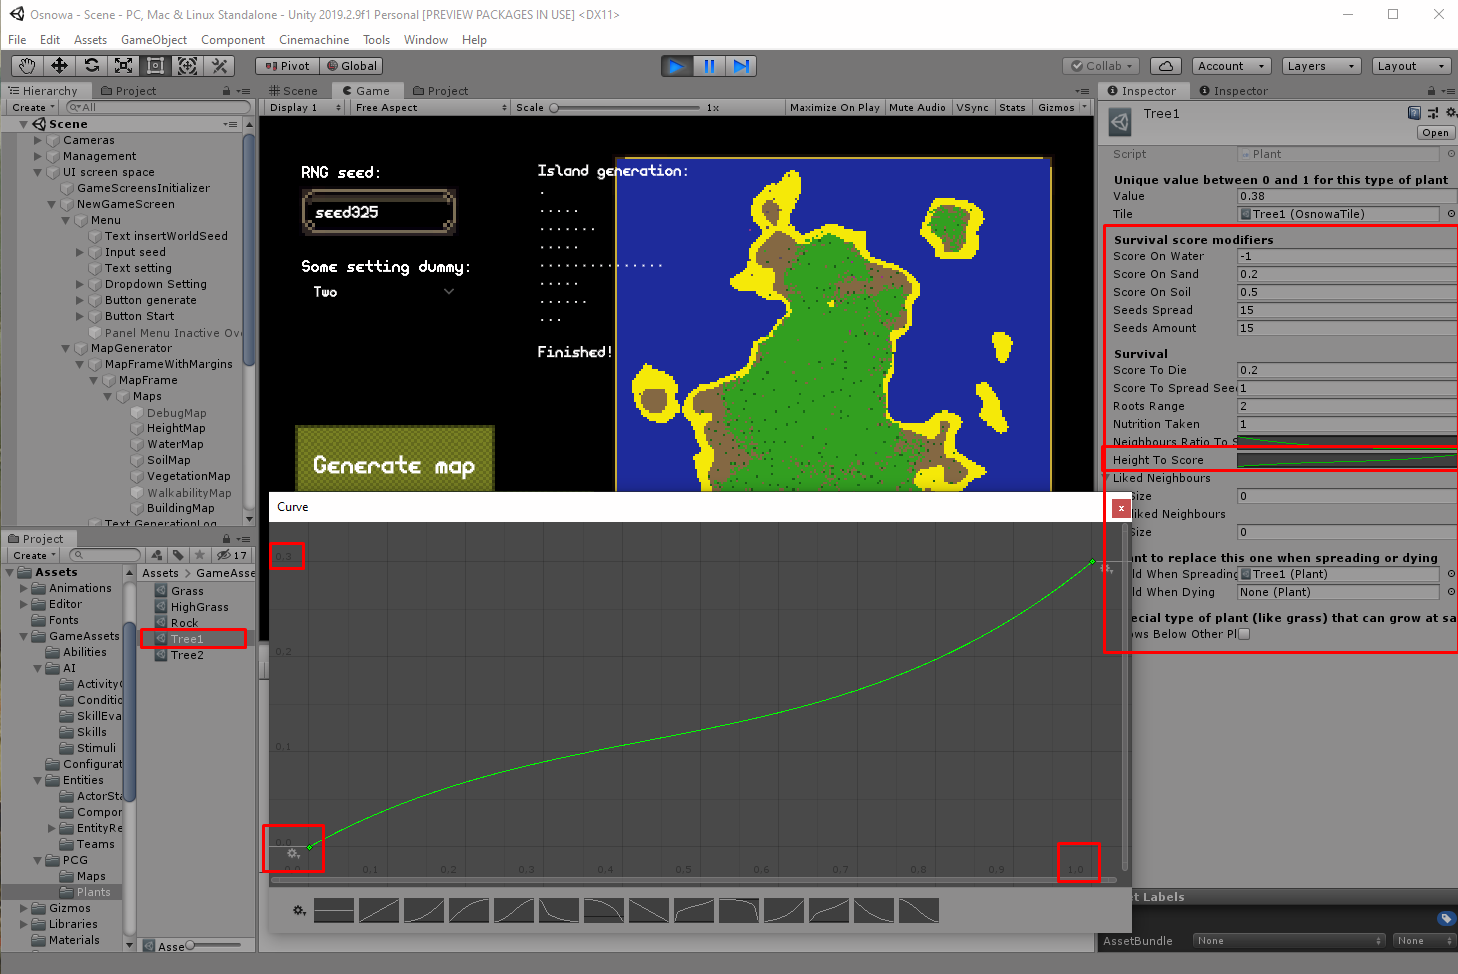 Osnowa - Scene - PC, Mac & Linux Standalone - Unity 2019.2.9f1 Personal [PREVIEW PACKAGES IN USE] <DX11>
File Edit Assets GameObject Component Cinemachine Tools Window Help
Pivot Global Collab Account Layers Layout
Hierarchy Project
Create All
Scene
Cameras
Management
UI screen space
GameScreensInitializer
NewGameScreen
Menu
Text insertWorldSeed
Input seed
Text setting
Dropdown Setting
Button generate
Button Start
Panel Menu Inactive Ov
MapGenerator
MapFrameWithMargins
MapFrame
Maps
DebugMap
HeightMap
WaterMap
SoilMap
VegetationMap
WalkabilityMap
BuildingMap
Text GenerationLog
Scene Game Project
Display 1 Free Aspect Scale 1x Maximize On Play Mute Audio VSync Stats Gizmos
RNG seed:
seed325
Some setting dummy:
Two
Generate map
Island generation:
.
.....
.......
.....
...............
.....
......
...
Finished!
Inspector Inspector
Tree1
Open
Script Plant
Unique value between 0 and 1 for this type of plant
Value 0.38
Tile Tree1 (OsnowaTile)
Survival score modifiers
Score On Water -1
Score On Sand 0.2
Score On Soil 0.5
Seeds Spread 15
Seeds Amount 15
Survival
Score To Die 0.2
Score To Spread See 1
Roots Range 2
Nutrition Taken 1
Neighbours Ratio To S
Height To Score
Liked Neighbours
Size 0
liked Neighbours
Size 0
nt to replace this one when spreading or dying
ld When Spreading Tree1 (Plant)
ld When Dying None (Plant)
ecial type of plant (like grass) that can grow at sa
ows Below Other Pl
t Labels
AssetBundle None None
Project
Create 17
Assets
Animations
Editor
Fonts
GameAssets
Abilities
AI
Activity
Conditio
SkillEva
Skills
Stimuli
Configurat
Entities
ActorSta
Compor
EntityRe
Teams
PCG
Maps
Plants
Gizmos
Libraries
Materials
Assets > GameAsse
Grass
HighGrass
Rock
Tree1
Tree2
Asse
Curve
x
0.3
0.2
0.1
0.0
0.0 0.1 0.2 0.3 0.4 0.5 0.6 0.7 0.8 0.9 1.0